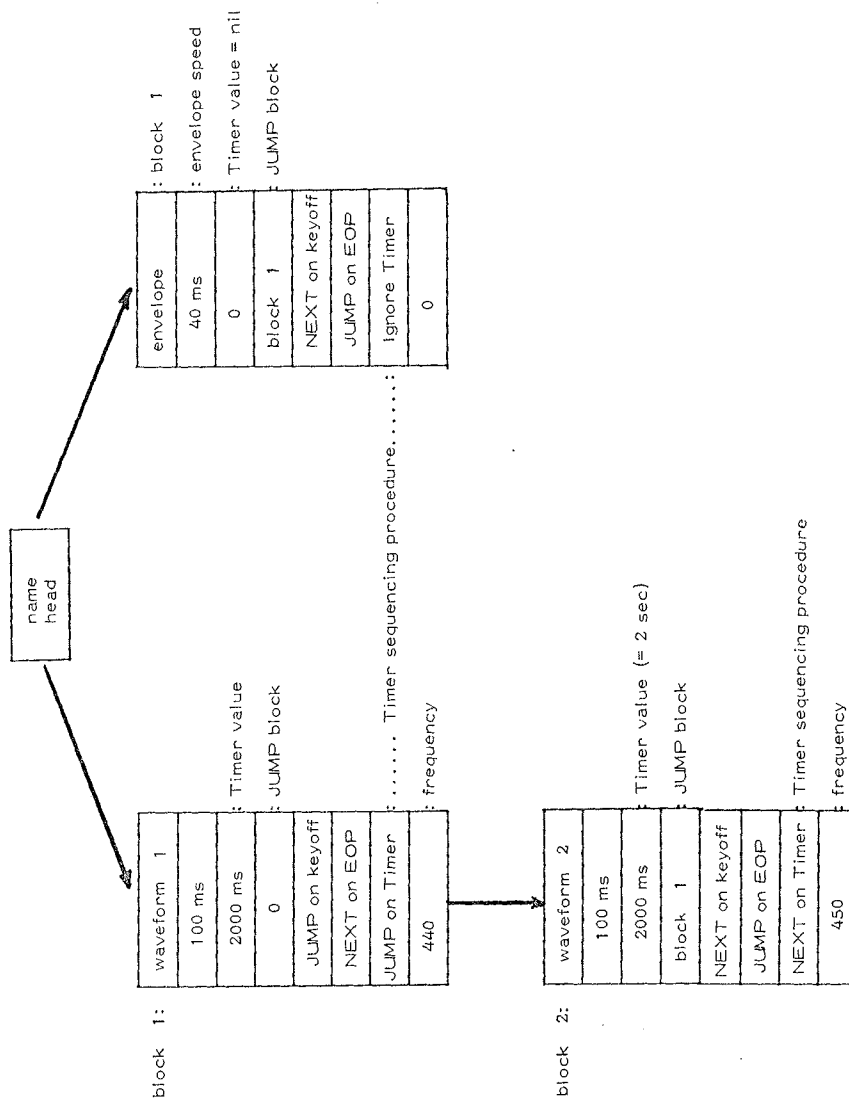 name
head
block 1:
waveform 1
100 ms
2000 ms : Timer value
0 : JUMP block
JUMP on keyoff
NEXT on EOP
JUMP on Timer :...... Timer sequencing procedure......:
440 : frequency
envelope : block 1
40 ms : envelope speed
0 : Timer value = nil
block 1 : JUMP block
NEXT on keyoff
JUMP on EOP
Ignore Timer
0
block 2:
waveform 2
100 ms
2000 ms : Timer value (= 2 sec)
block 1 : JUMP block
NEXT on keyoff
JUMP on EOP
NEXT on Timer : Timer sequencing procedure
450 : frequency